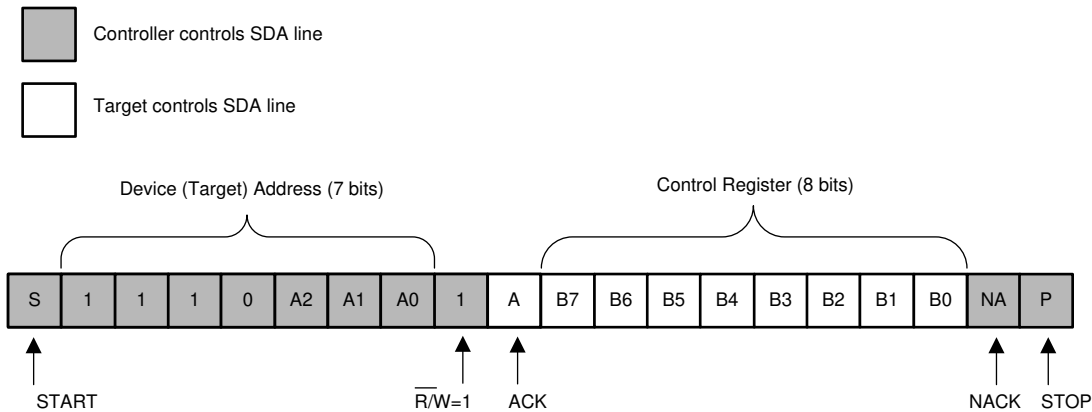 Controller controls SDA line
Target controls SDA line
Device (Target) Address (7 bits)
Control Register (8 bits)
S 1 1 1 0 A2 A1 A0 1 A B7 B6 B5 B4 B3 B2 B1 B0 NA P
START
R/W=1
ACK
NACK
STOP